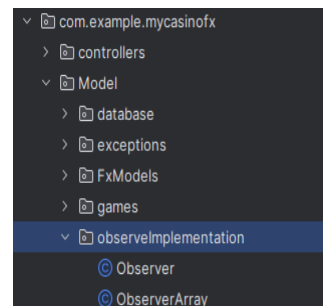 com.example.mycasinofx
controllers
Model
database
exceptions
FxModels
games
observeImplementation
Observer
ObserverArray